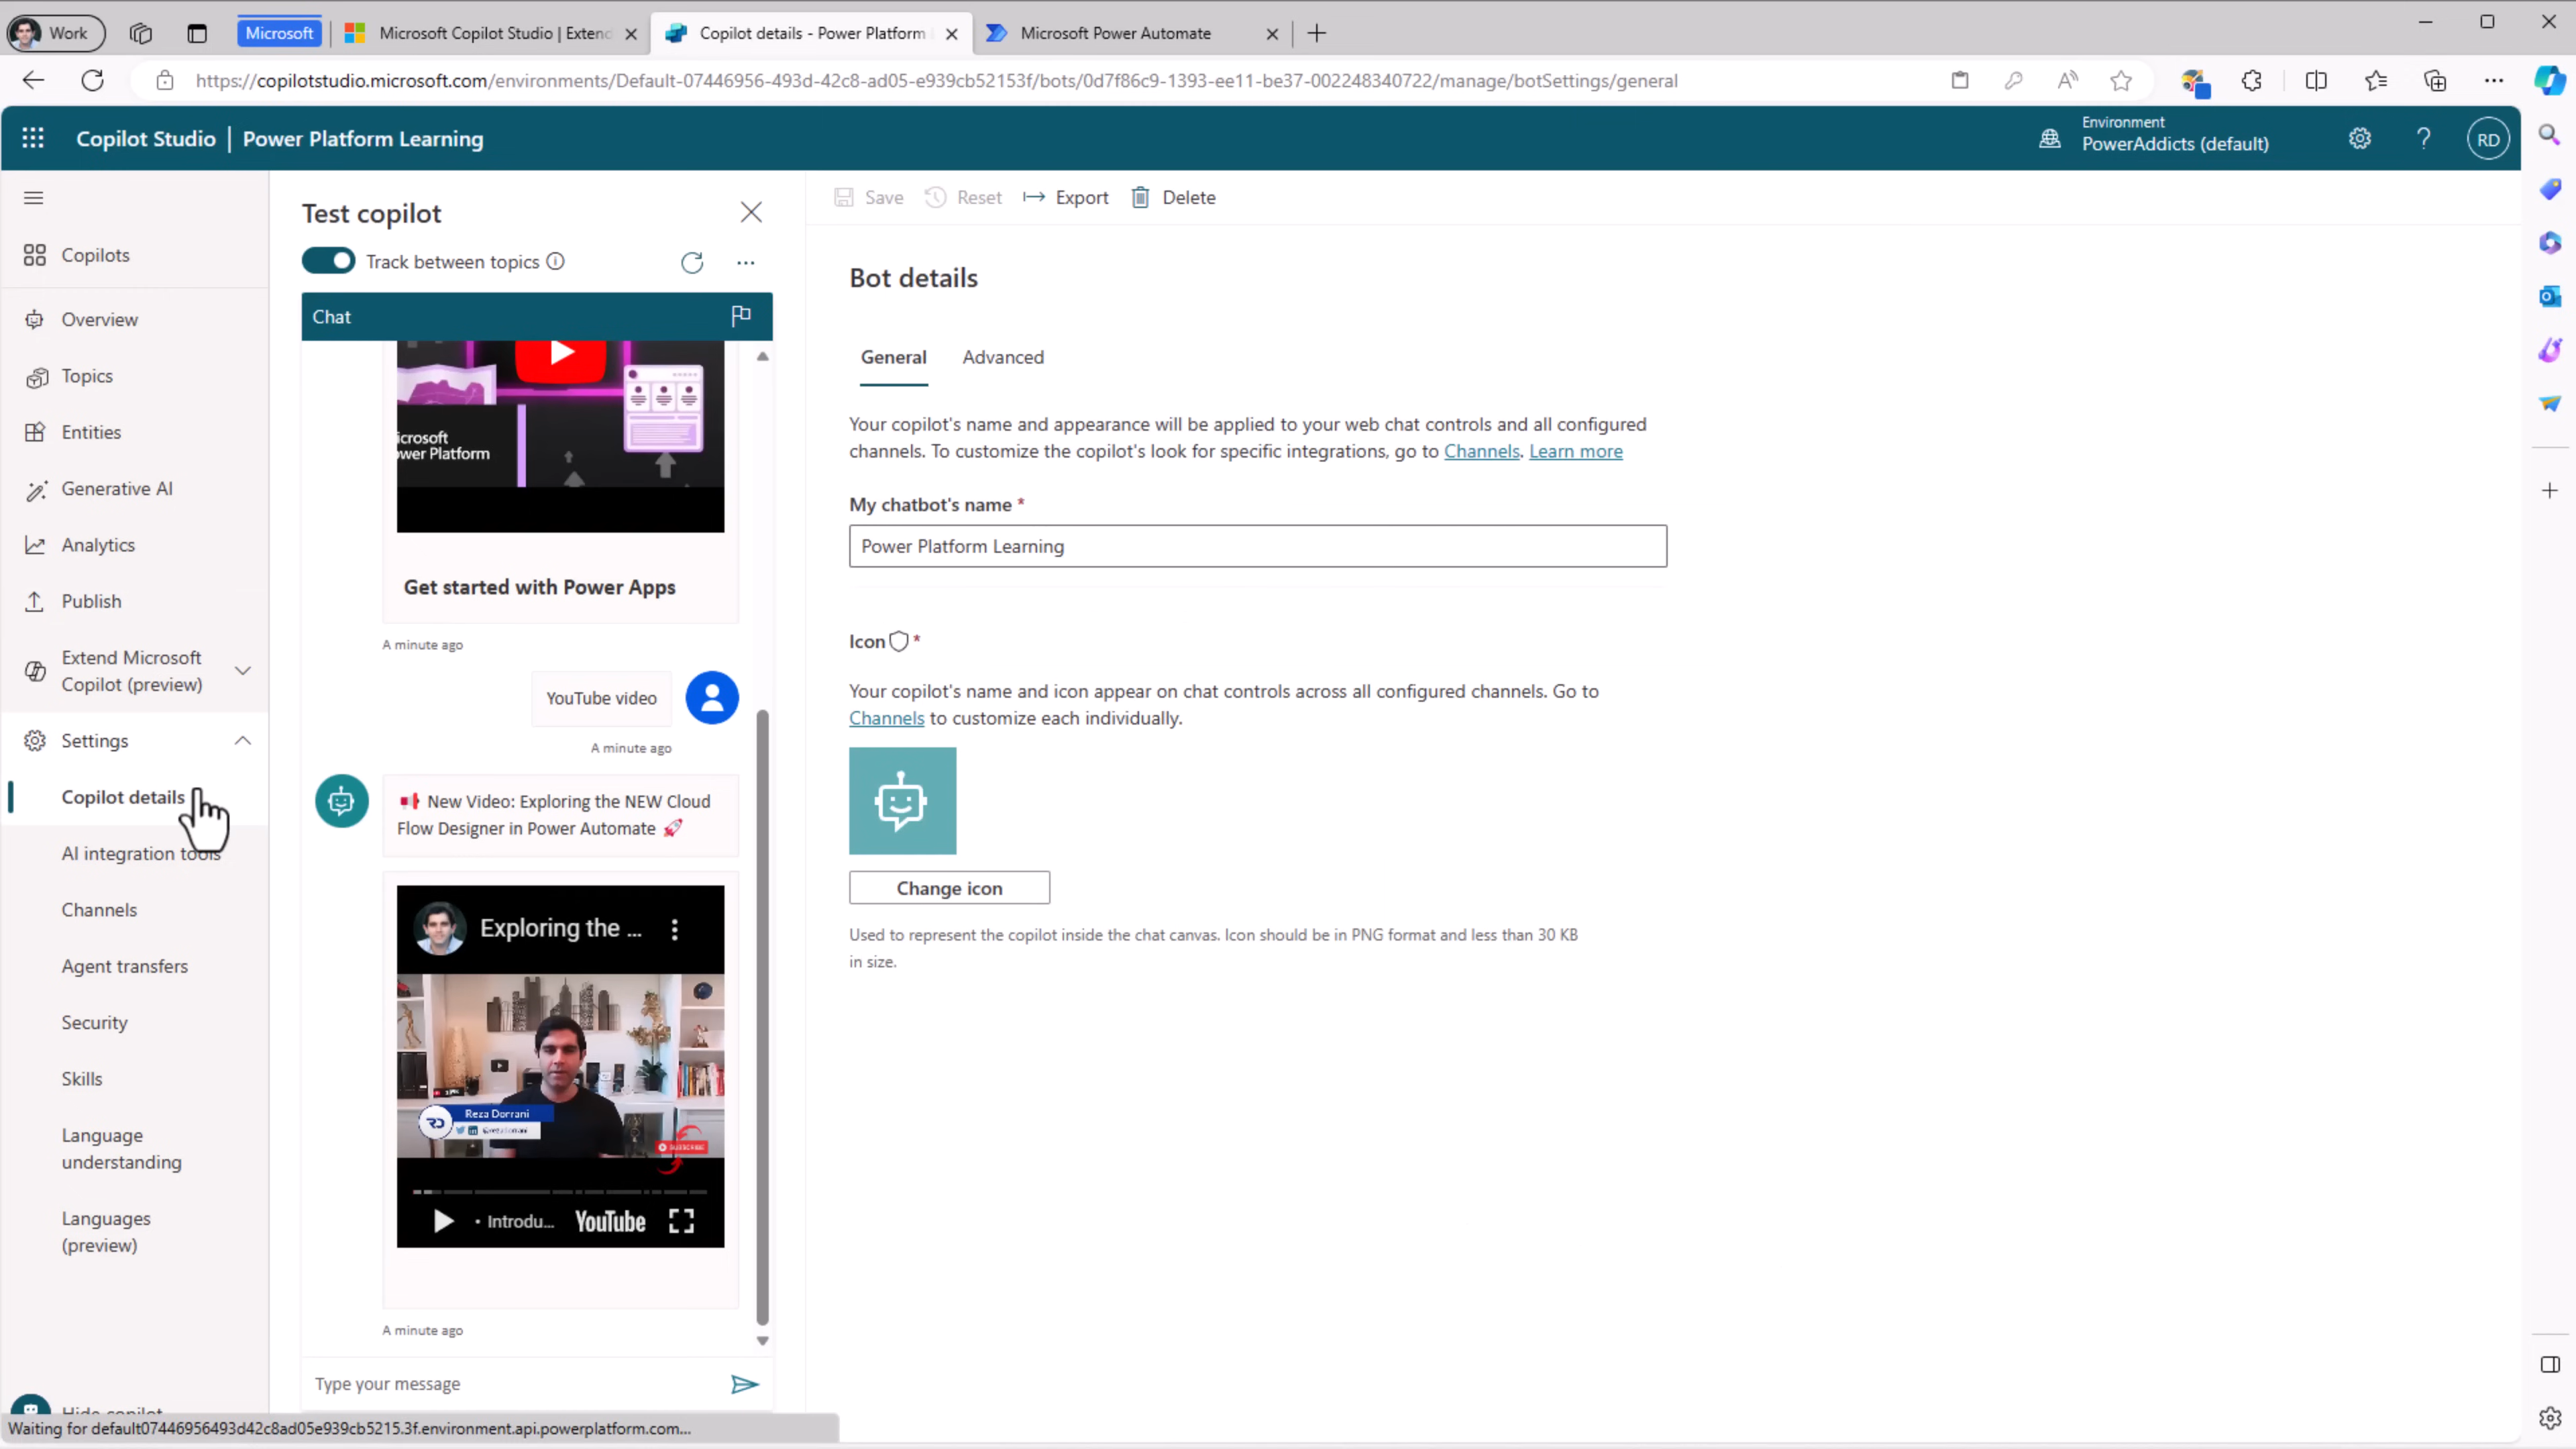 Work
Microsoft
Microsoft Copilot Studio | Extend
Copilot details - Power Platform
Microsoft Power Automate
https://copilotstudio.microsoft.com/environments/Default-07446956-493d-42c8-ad05-e939cb52153f/bots/0d7f86c9-1393-ee11-be37-002248340722/manage/botSettings/general
Copilot Studio | Power Platform Learning
Environment
PowerAddicts (default)
RD
Copilots
Overview
Topics
Entities
Generative AI
Analytics
Publish
Extend Microsoft
Copilot (preview)
Settings
Copilot details
AI integration tools
Channels
Agent transfers
Security
Skills
Language
understanding
Languages
(preview)
Hide copilot
Test copilot
Track between topics
Chat
icrosoft
ower Platform
Get started with Power Apps
A minute ago
YouTube video
A minute ago
New Video: Exploring the NEW Cloud
Flow Designer in Power Automate
Exploring the ...
Reza Dorrani
SUBSCRIBE
• Introdu... YouTube
A minute ago
Type your message
Save
Reset
Export
Delete
Bot details
General
Advanced
Your copilot's name and appearance will be applied to your web chat controls and all configured
channels. To customize the copilot's look for specific integrations, go to Channels. Learn more
My chatbot's name *
Power Platform Learning
Icon *
Your copilot's name and icon appear on chat controls across all configured channels. Go to
Channels to customize each individually.
Change icon
Used to represent the copilot inside the chat canvas. Icon should be in PNG format and less than 30 KB
in size.
Waiting for default07446956493d42c8ad05e939cb5215.3f.environment.api.powerplatform.com...